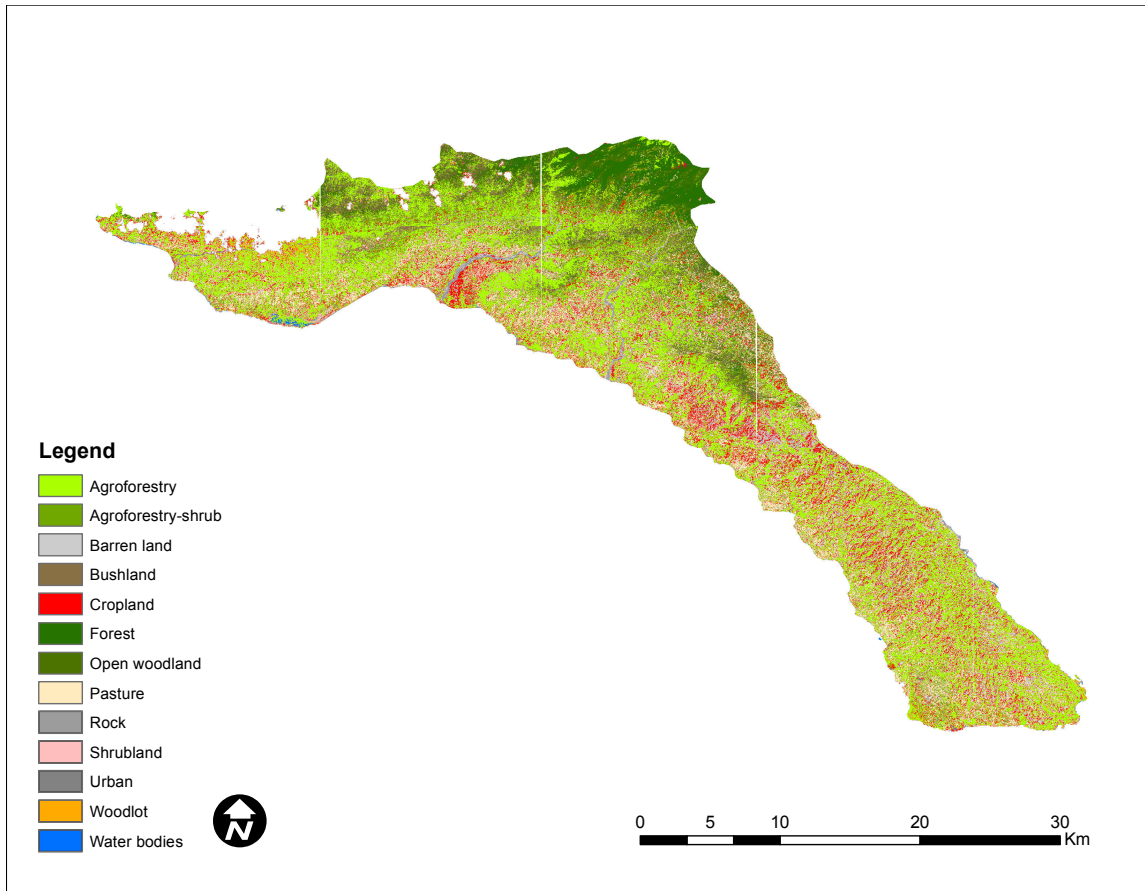 Legend
Agroforestry
Agroforestry-shrub
Barren land
Bushland
Cropland
Forest
Open woodland
Pasture
Rock
Shrubland
Urban
Woodlot
Water bodies
N
0 5 10 20 30
Km